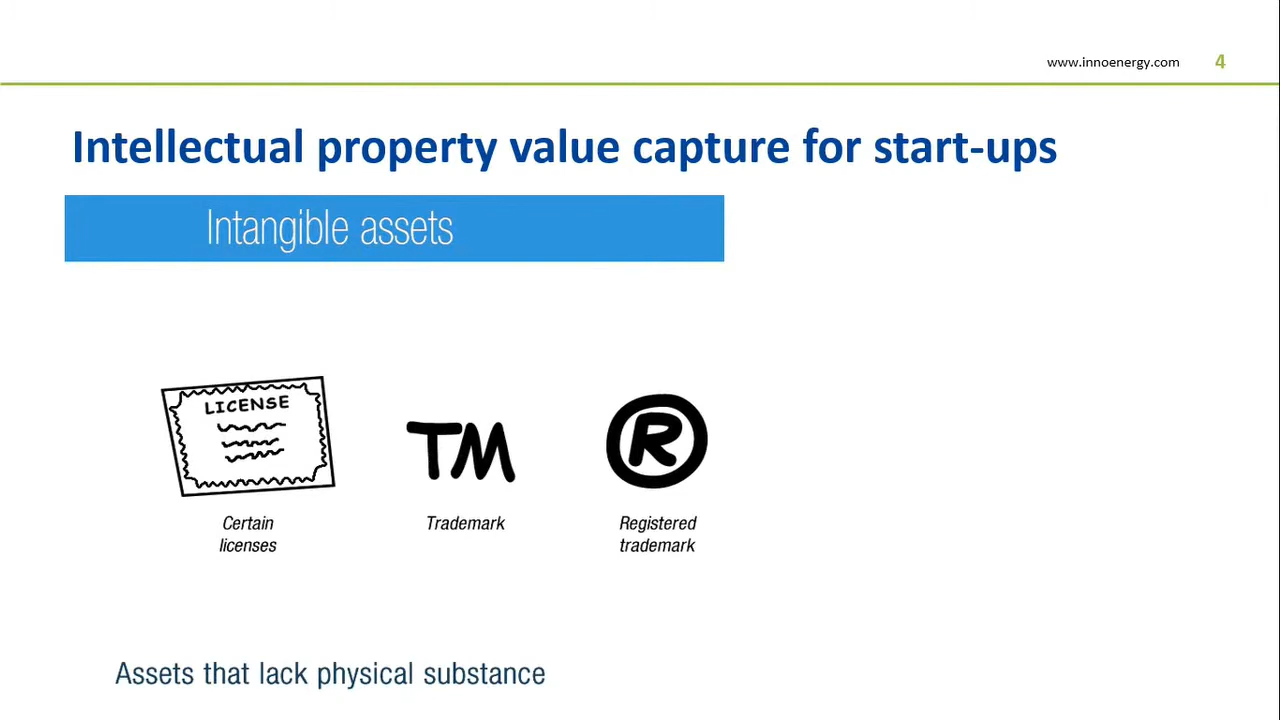 www.innoenergy.com 4
Intellectual property value capture for start-ups
Intangible assets
LICENSE
TM
R
Certain
licenses
Trademark
Registered
trademark
Assets that lack physical substance